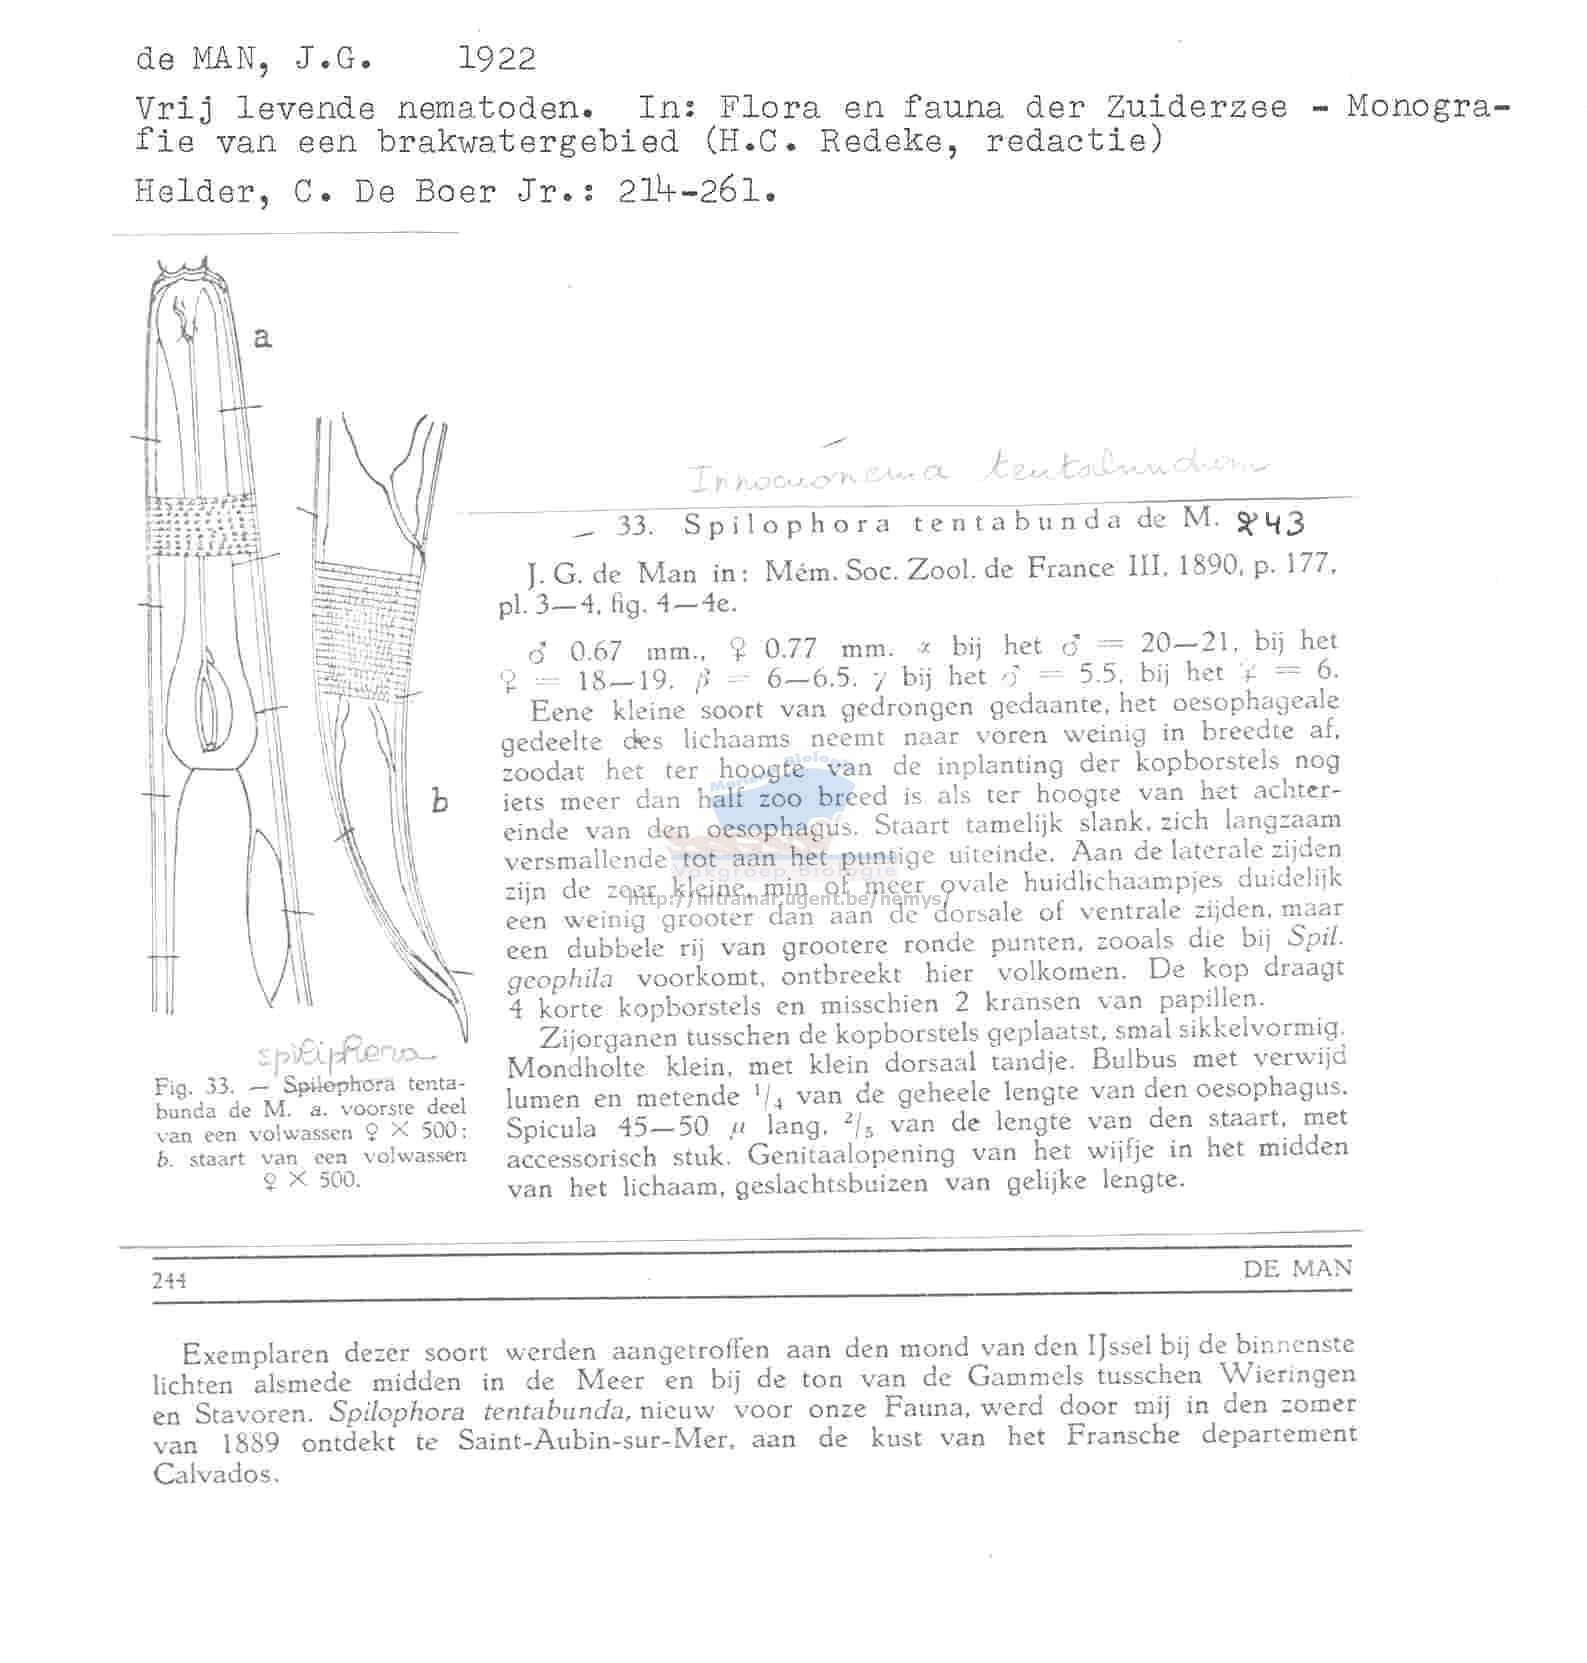 de MAN, J.G. 1922
Vrij levende nematoden. In: Flora en fauna der Zuiderzee - Monogra-
fie van een brakwatergebied (H.C. Redeke, redactie)
Helder, C. De Boer Jr.: 214-261.
a
b
Innocuonema tentabundum
33. Spilophora tentabunda de M. 243
J. G. de Man in: Mém. Soc. Zool. de France III, 1890, p. 177,
pl. 3—4, fig. 4—4e.
♂ 0.67 mm., ♀ 0.77 mm. α bij het ♂ = 20—21, bij het
♀ = 18—19. β = 6—6.5. γ bij het ♂ = 5.5, bij het ♀ = 6.
Eene kleine soort van gedrongen gedaante, het oesophageale
gedeelte des lichaams neemt naar voren weinig in breedte af,
zoodat het ter hoogte van de inplanting der kopborstels nog
iets meer dan half zoo breed is als ter hoogte van het achter-
einde van den oesophagus. Staart tamelijk slank, zich langzaam
versmallende tot aan het puntige uiteinde. Aan de laterale zijden
zijn de zeer kleine, min of meer ovale huidlichaampjes duidelijk
een weinig grooter dan aan de dorsale of ventrale zijden, maar
een dubbele rij van grootere ronde punten, zooals die bij Spil.
geophila voorkomt, ontbreekt hier volkomen. De kop draagt
4 korte kopborstels en misschien 2 kransen van papillen.
Zijorganen tusschen de kopborstels geplaatst, smal sikkelvormig.
Mondholte klein, met klein dorsaal tandje. Bulbus met verwijd
lumen en metende 1/4 van de geheele lengte van den oesophagus.
Spicula 45—50 μ lang, 2/5 van de lengte van den staart, met
accessorisch stuk. Genitaalopening van het wijfje in het midden
van het lichaam, geslachtsbuizen van gelijke lengte.
Marine Biology
Vakgroep Biologie
http://intramar.ugent.be/nemys/
spiliphera
Fig. 33. — Spilophora tenta-
bunda de M. a. voorste deel
van een volwassen ♀ × 500;
b. staart van een volwassen
♀ × 500.
244 DE MAN
Exemplaren dezer soort werden aangetroffen aan den mond van den IJssel bij de binnenste
lichten alsmede midden in de Meer en bij de ton van de Gammels tusschen Wieringen
en Stavoren. Spilophora tentabunda, nieuw voor onze Fauna, werd door mij in den zomer
van 1889 ontdekt te Saint-Aubin-sur-Mer, aan de kust van het Fransche departement
Calvados.